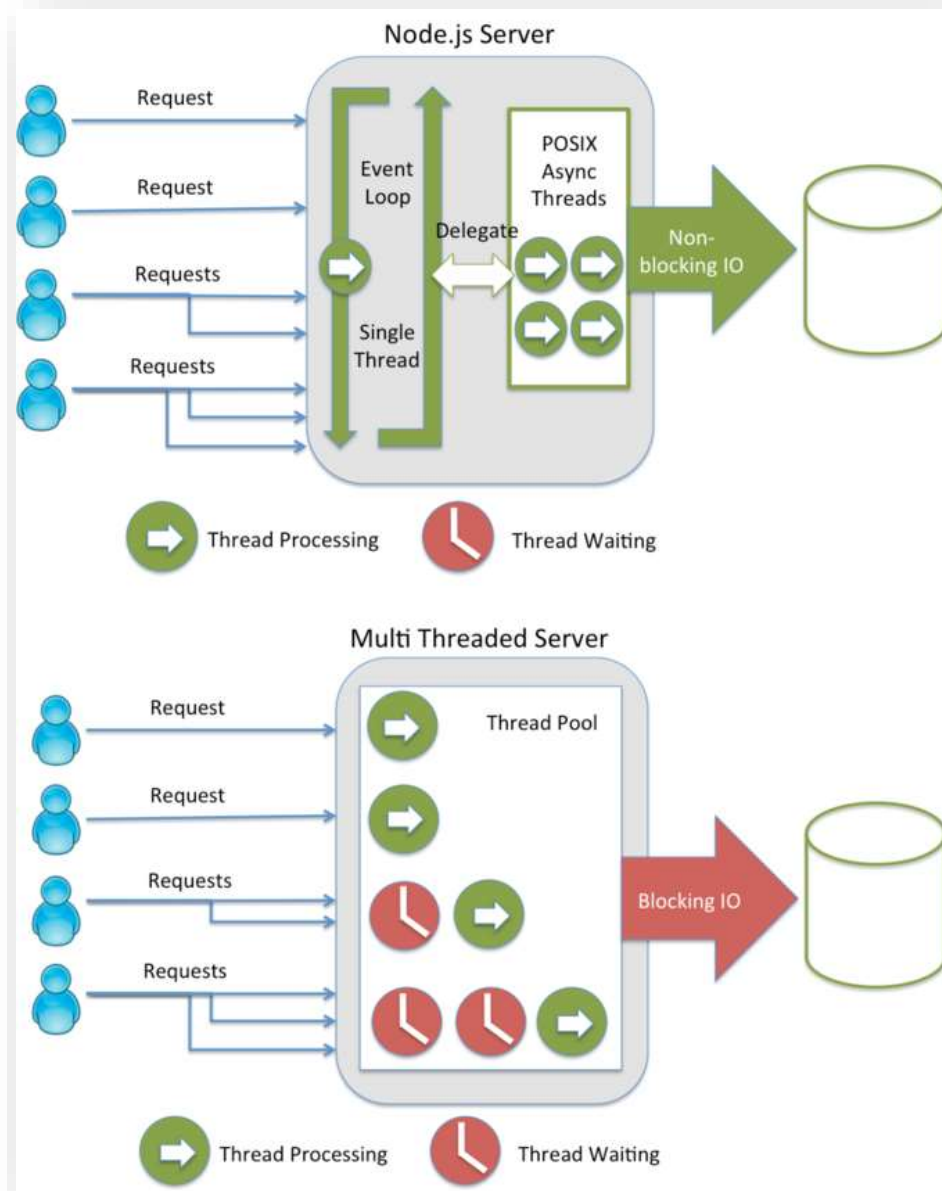 Node.js Server
Request
Request
Requests
Requests
Event
Loop
Single
Thread
Delegate
POSIX
Async
Threads
Non-
blocking IO
Thread Processing
Thread Waiting
Multi Threaded Server
Request
Request
Requests
Requests
Thread Pool
Blocking IO
Thread Processing
Thread Waiting